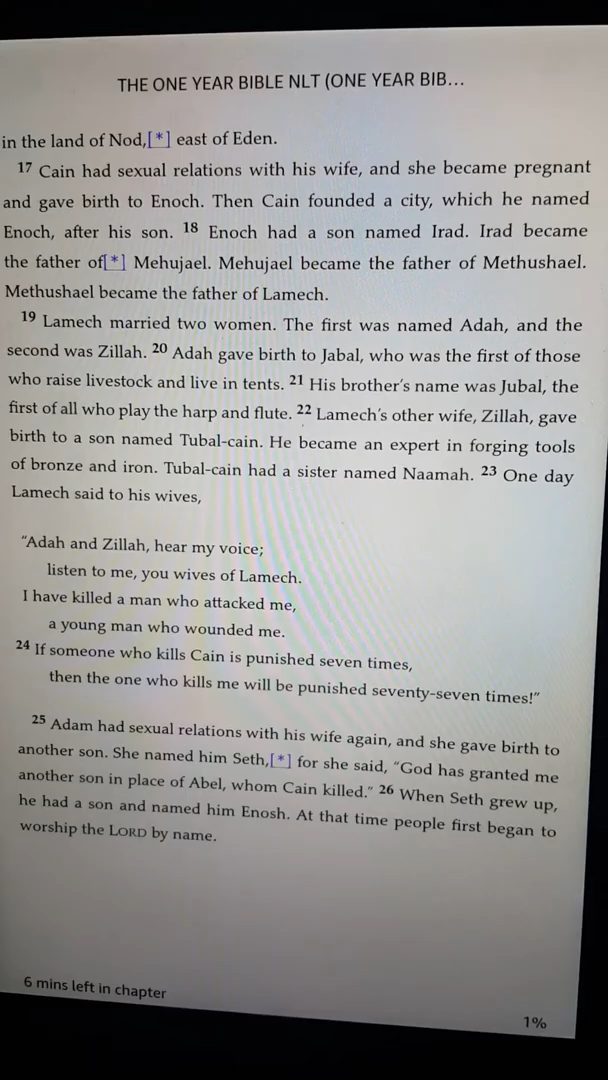 THE ONE YEAR BIBLE NLT (ONE YEAR BIB...
in the land of Nod,[*] east of Eden.
17 Cain had sexual relations with his wife, and she became pregnant
and gave birth to Enoch. Then Cain founded a city, which he named
Enoch, after his son. 18 Enoch had a son named Irad. Irad became
the father of[*] Mehujael. Mehujael became the father of Methushael.
Methushael became the father of Lamech.
19 Lamech married two women. The first was named Adah, and the
second was Zillah. 20 Adah gave birth to Jabal, who was the first of those
who raise livestock and live in tents. 21 His brother's name was Jubal, the
first of all who play the harp and flute. 22 Lamech's other wife, Zillah, gave
birth to a son named Tubal-cain. He became an expert in forging tools
of bronze and iron. Tubal-cain had a sister named Naamah. 23 One day
Lamech said to his wives,
"Adah and Zillah, hear my voice;
listen to me, you wives of Lamech.
I have killed a man who attacked me,
a young man who wounded me.
24 If someone who kills Cain is punished seven times,
then the one who kills me will be punished seventy-seven times!"
25 Adam had sexual relations with his wife again, and she gave birth to
another son. She named him Seth,[*] for she said, "God has granted me
another son in place of Abel, whom Cain killed." 26 When Seth grew up,
he had a son and named him Enosh. At that time people first began to
worship the LORD by name.
6 mins left in chapter
1%